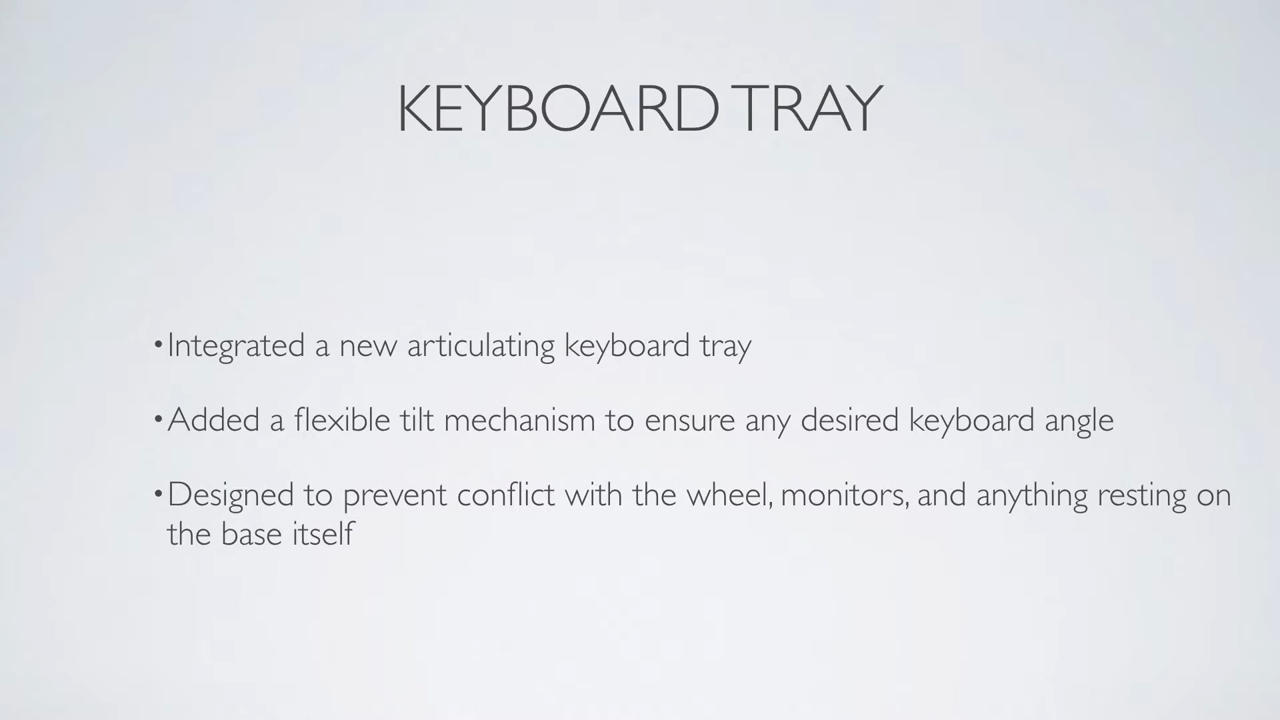 KEYBOARD TRAY
•Integrated a new articulating keyboard tray
•Added a flexible tilt mechanism to ensure any desired keyboard angle
•Designed to prevent conflict with the wheel, monitors, and anything resting on
the base itself